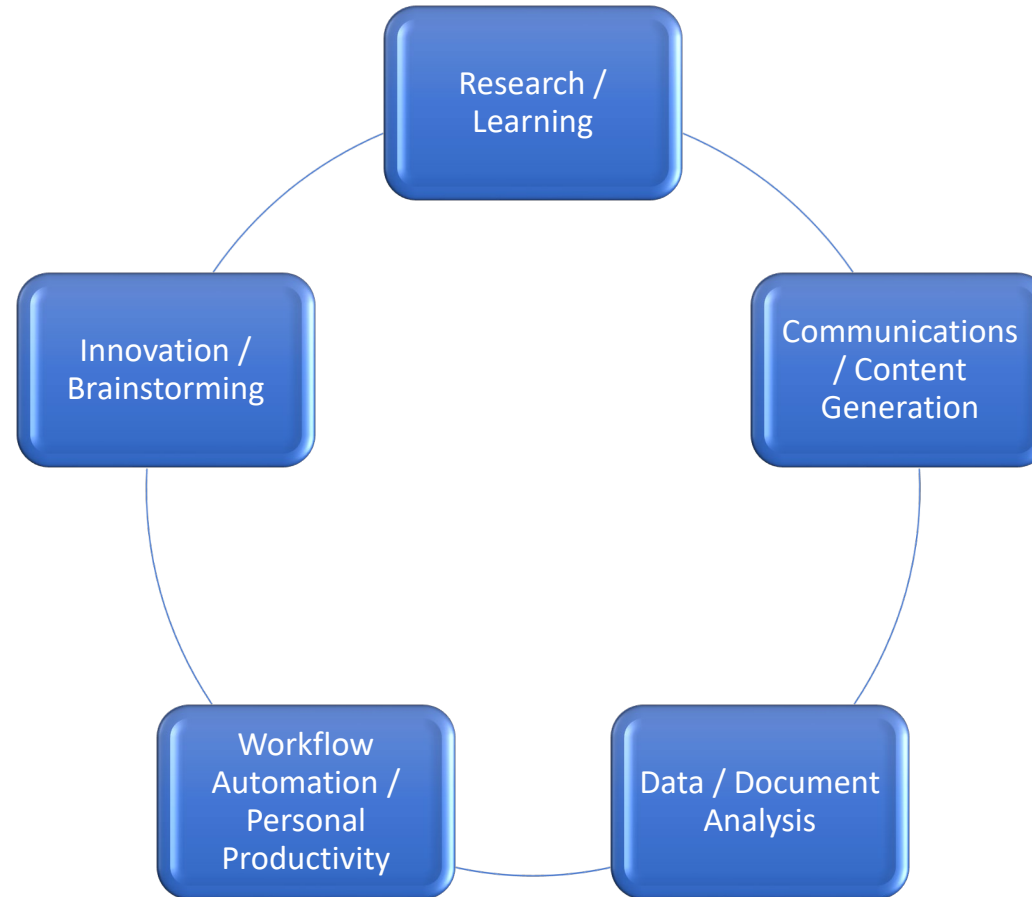 Research /
Learning
Communications
/ Content
Generation
Data / Document
Analysis
Workflow
Automation /
Personal
Productivity
Innovation /
Brainstorming